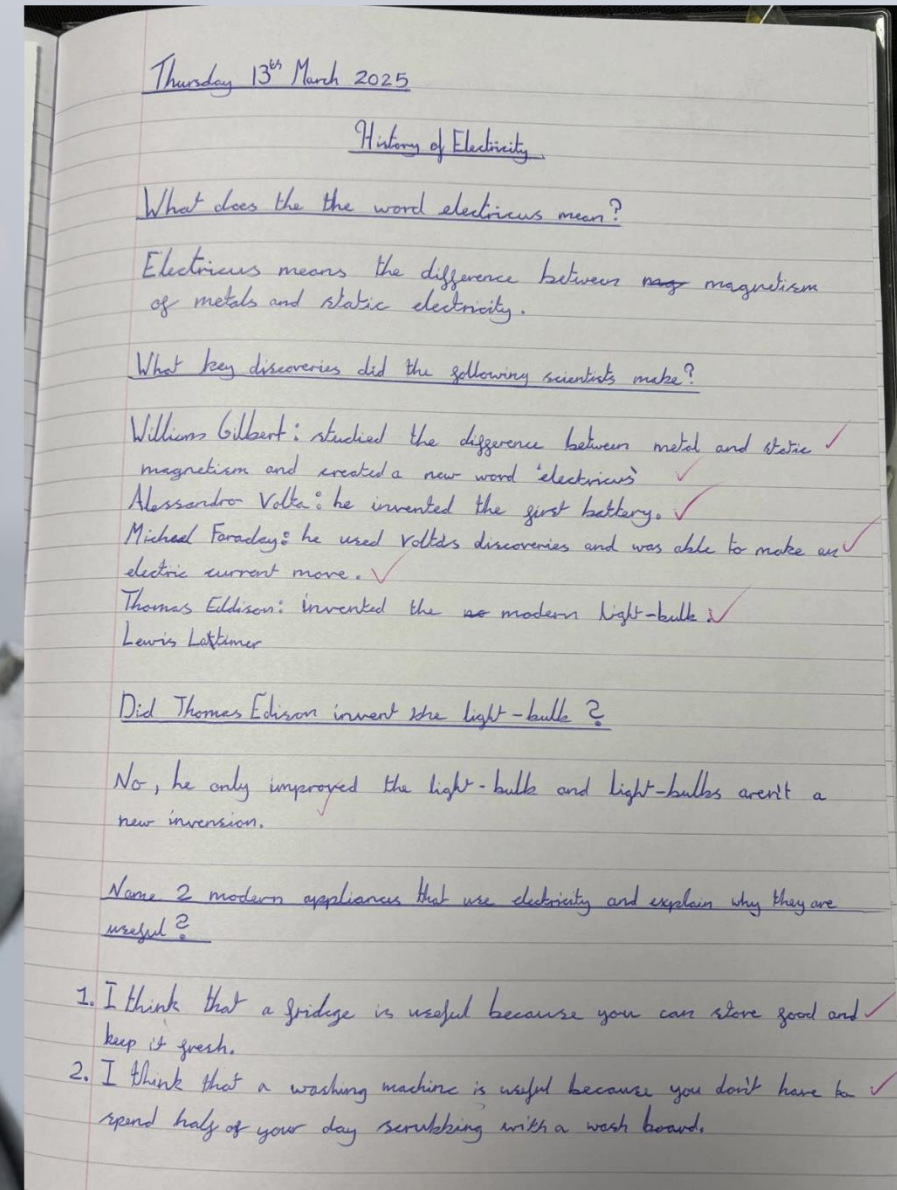 Thursday 13th March 2025
History of Electricity
What does the the word electricus mean?
Electricus means the difference between mag magnetism
of metals and static electricity.
What key discoveries did the following scientists make?
William Gilbert: studied the difference between metal and static
magnetism and created a new word 'electricus'
Alessandro Volta: he invented the first battery.
Michael Faraday: he used Volta's discoveries and was able to make an
electric current move.
Thomas Eddison: invented the modern light-bulb.
Lewis Lattimer
Did Thomas Edison invent the light-bulb?
No, he only improved the light-bulb and light-bulbs aren't a
new invension.
Name 2 modern appliances that use electricity and explain why they are
useful?
1. I think that a fridge is useful because you can store food and
keep it fresh.
2. I think that a washing machine is useful because you don't have to
spend half of your day scrubbing with a wash board.